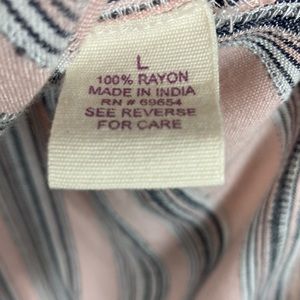 L
100% RAYON
MADE IN INDIA
RN # 69654
SEE REVERSE
FOR CARE